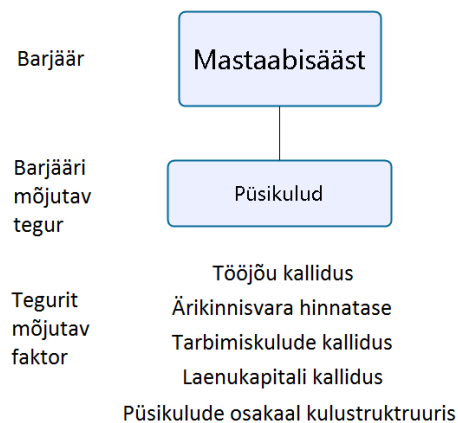 Barjäär
Mastaabisääst
Barjääri
mõjutav
tegur
Püsikulud
Tegurit
mõjutav
faktor
Tööjõu kallidus
Ärikinnisvara hinnatase
Tarbimiskulude kallidus
Laenukapitali kallidus
Püsikulude osakaal kulustruktruuris